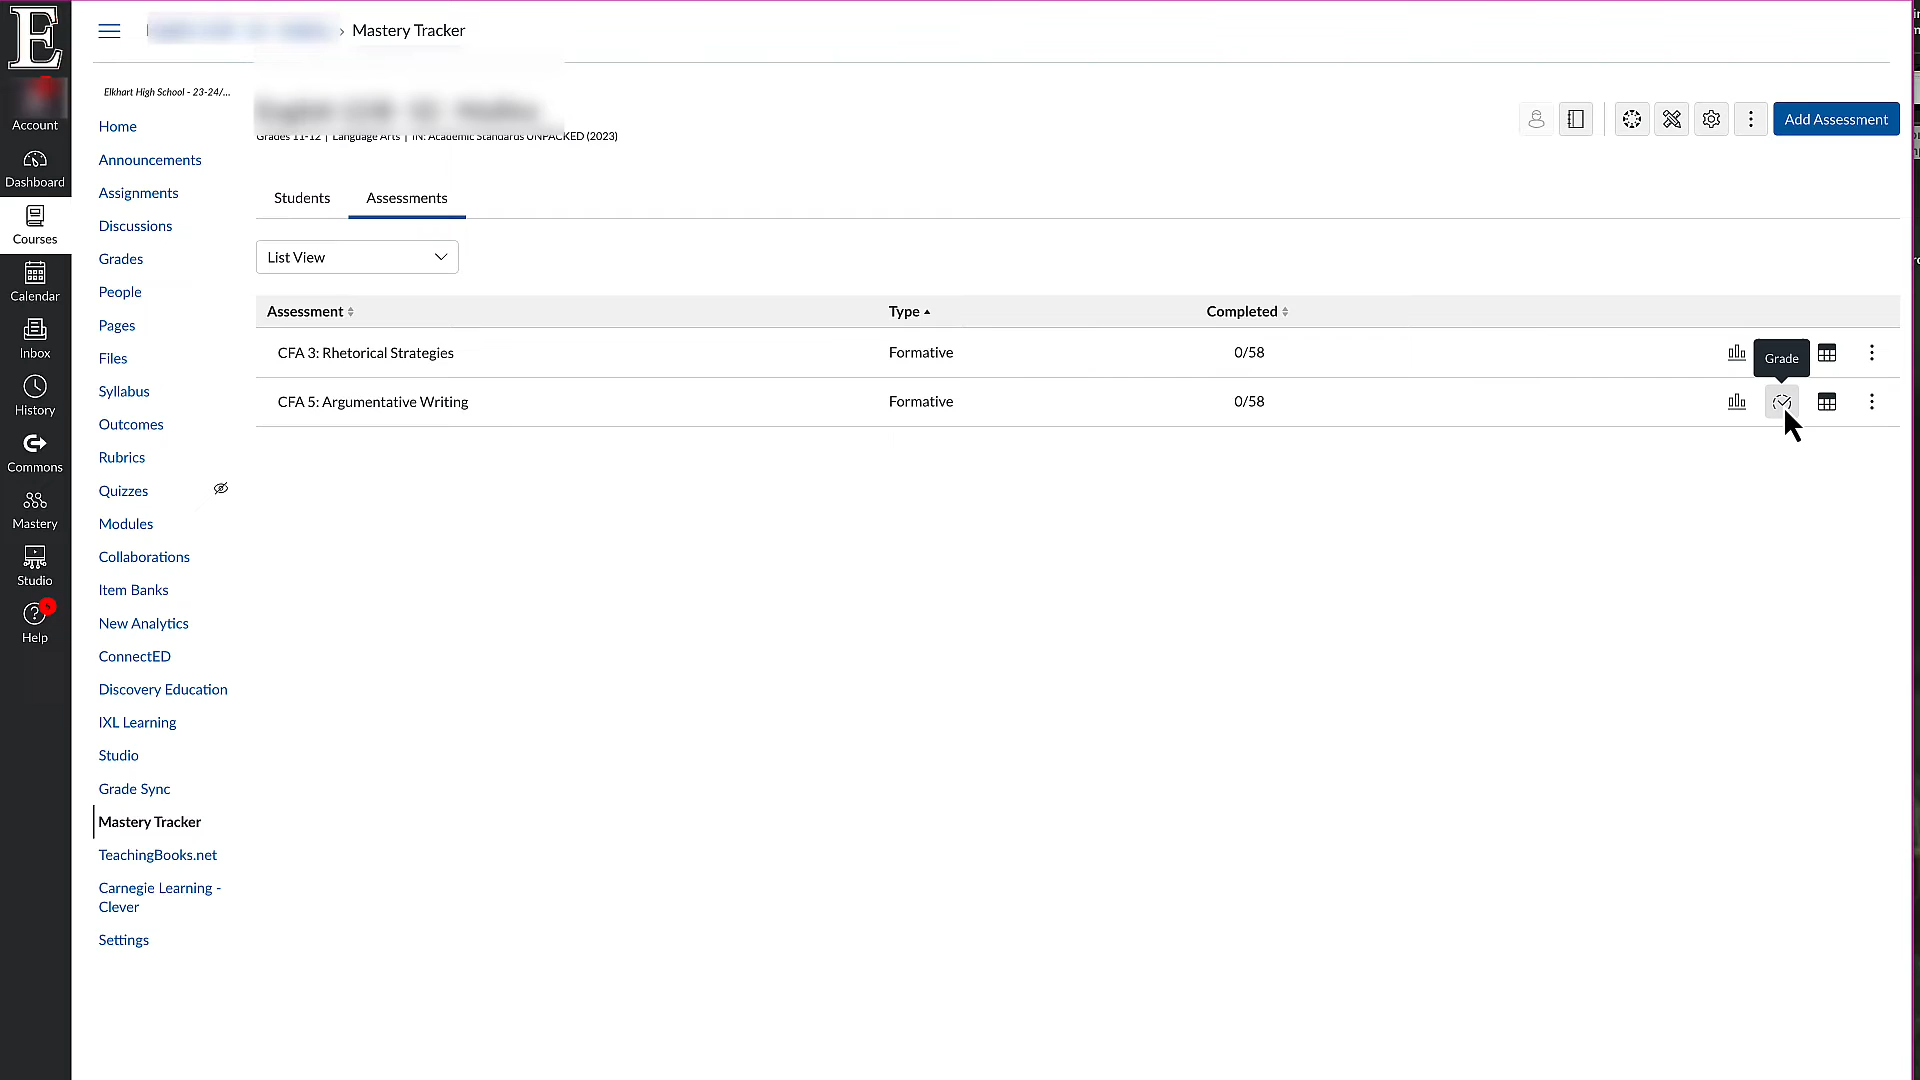 E
Account
Dashboard
Courses
Calendar
Inbox
History
Commons
Mastery
Studio
Help
› Mastery Tracker
Elkhart High School - 23-24/...
Home
Announcements
Assignments
Discussions
Grades
People
Pages
Files
Syllabus
Outcomes
Rubrics
Quizzes
Modules
Collaborations
Item Banks
New Analytics
ConnectED
Discovery Education
IXL Learning
Studio
Grade Sync
Mastery Tracker
TeachingBooks.net
Carnegie Learning -
Clever
Settings
Grades 11-12 | Language Arts | IN: Academic Standards UNPACKED (2023)
Add Assessment
Students Assessments
List View
Assessment Type Completed
CFA 3: Rhetorical Strategies Formative 0/58
Grade
CFA 5: Argumentative Writing Formative 0/58